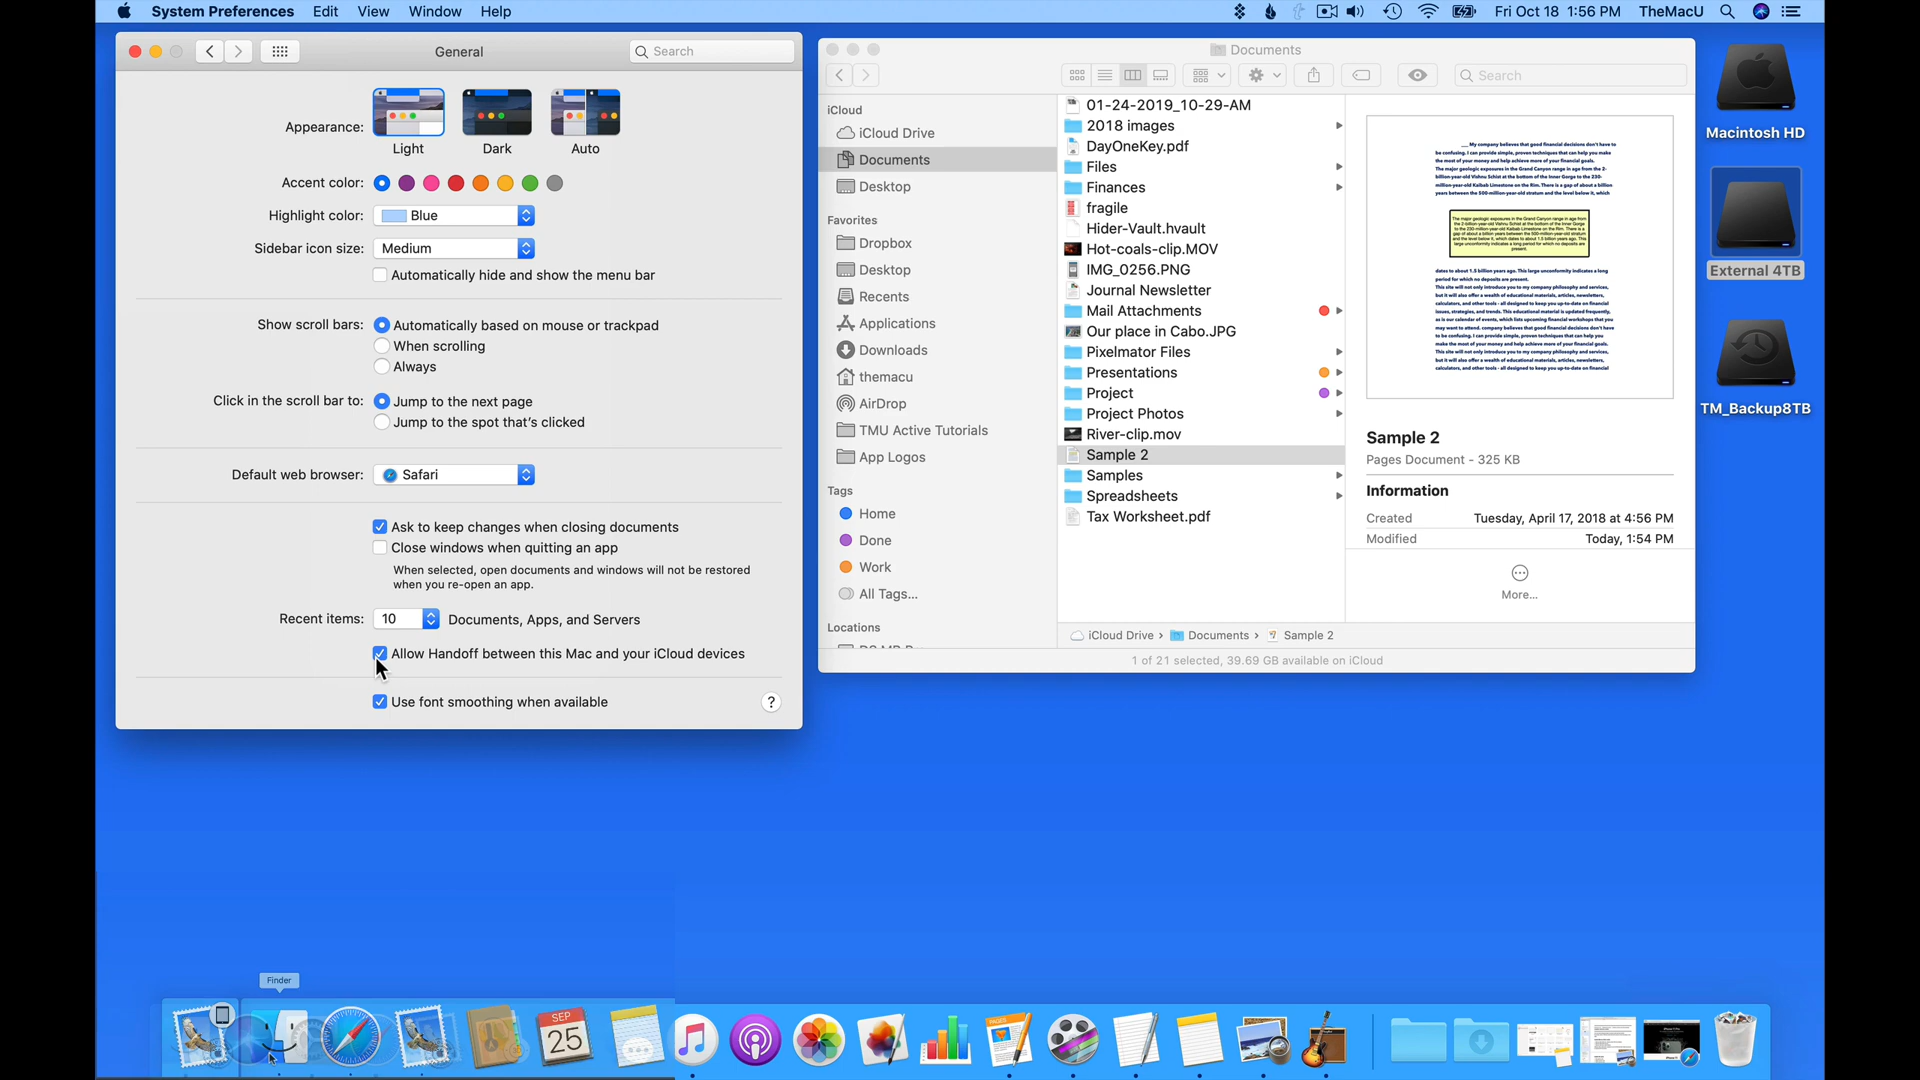 System Preferences Edit View Window Help
Fri Oct 18 1:56 PM TheMacU
General
Search
Appearance:
Light Dark Auto
Accent color:
Highlight color: Blue
Sidebar icon size: Medium
Automatically hide and show the menu bar
Show scroll bars: Automatically based on mouse or trackpad
When scrolling
Always
Click in the scroll bar to: Jump to the next page
Jump to the spot that's clicked
Default web browser: Safari
Ask to keep changes when closing documents
Close windows when quitting an app
When selected, open documents and windows will not be restored
when you re-open an app.
Recent items: 10 Documents, Apps, and Servers
Allow Handoff between this Mac and your iCloud devices
Use font smoothing when available
?
Documents
Search
iCloud
iCloud Drive
Documents
Desktop
Favorites
Dropbox
Desktop
Recents
Applications
Downloads
themacu
AirDrop
TMU Active Tutorials
App Logos
Tags
Home
Done
Work
All Tags...
Locations
01-24-2019_10-29-AM
2018 images
DayOneKey.pdf
Files
Finances
fragile
Hider-Vault.hvault
Hot-coals-clip.MOV
IMG_0256.PNG
Journal Newsletter
Mail Attachments
Our place in Cabo.JPG
Pixelmator Files
Presentations
Project
Project Photos
River-clip.mov
Sample 2
Samples
Spreadsheets
Tax Worksheet.pdf
Sample 2
Pages Document - 325 KB
Information
Created Tuesday, April 17, 2018 at 4:56 PM
Modified Today, 1:54 PM
More...
iCloud Drive › Documents › Sample 2
1 of 21 selected, 39.69 GB available on iCloud
Macintosh HD
External 4TB
TM_Backup8TB
Finder
SEP
25
PAGES